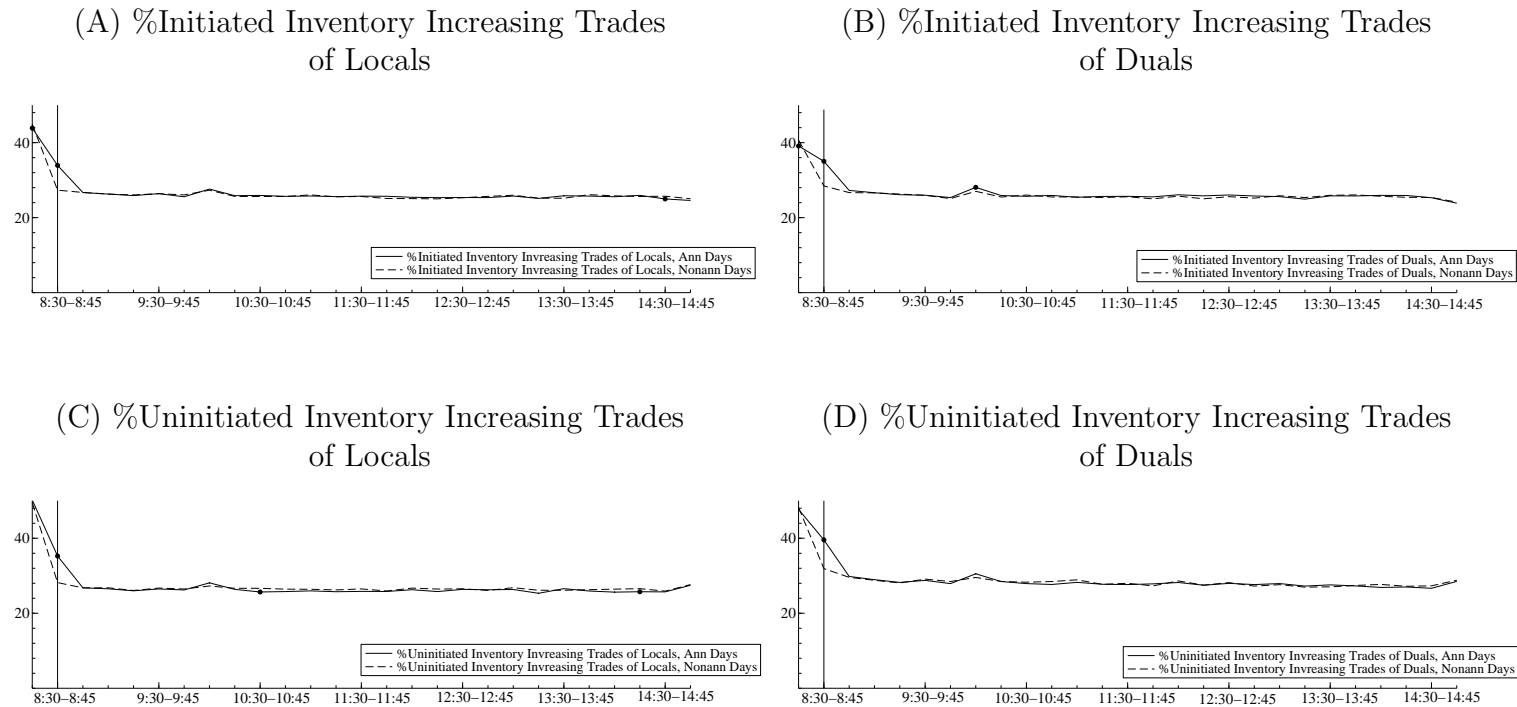 (A) %Initiated Inventory Increasing Trades
of Locals
40
20
%Initiated Inventory Invreasing Trades of Locals, Ann Days
%Initiated Inventory Invreasing Trades of Locals, Nonann Days
8:30–8:45 9:30–9:45 10:30–10:45 11:30–11:45 12:30–12:45 13:30–13:45 14:30–14:45
(B) %Initiated Inventory Increasing Trades
of Duals
40
20
%Initiated Inventory Invreasing Trades of Duals, Ann Days
%Initiated Inventory Invreasing Trades of Duals, Nonann Days
8:30–8:45 9:30–9:45 10:30–10:45 11:30–11:45 12:30–12:45 13:30–13:45 14:30–14:45
(C) %Uninitiated Inventory Increasing Trades
of Locals
40
20
%Uninitiated Inventory Invreasing Trades of Locals, Ann Days
%Uninitiated Inventory Invreasing Trades of Locals, Nonann Days
8:30–8:45 9:30–9:45 10:30–10:45 11:30–11:45 12:30–12:45 13:30–13:45 14:30–14:45
(D) %Uninitiated Inventory Increasing Trades
of Duals
40
20
%Uninitiated Inventory Invreasing Trades of Duals, Ann Days
%Uninitiated Inventory Invreasing Trades of Duals, Nonann Days
8:30–8:45 9:30–9:45 10:30–10:45 11:30–11:45 12:30–12:45 13:30–13:45 14:30–14:45